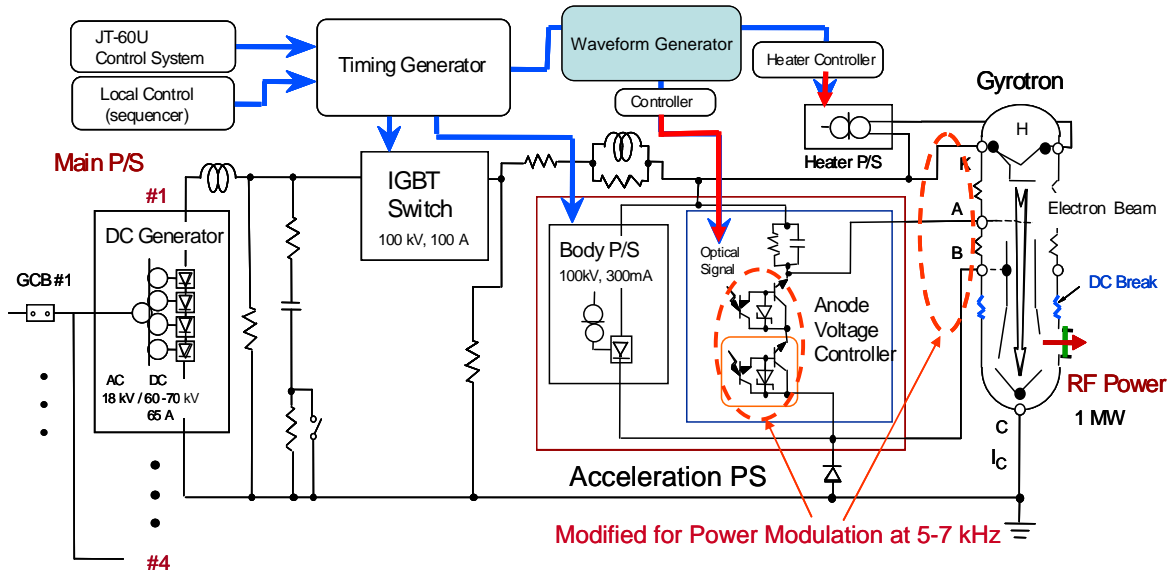 JT-60U
Control System
Local Control
(sequencer)
Timing Generator
Waveform Generator
Heater Controller
Controller
Gyrotron
Main P/S
#1
DC Generator
GCB #1
AC DC
18 kV / 60 -70 kV
65 A
#4
IGBT
Switch
100 kV, 100 A
Heater P/S
H
K
A
B
Electron Beam
DC Break
Body P/S
100kV, 300mA
Optical
Signal
Anode
Voltage
Controller
RF Power
1 MW
C
IC
Acceleration PS
Modified for Power Modulation at 5-7 kHz